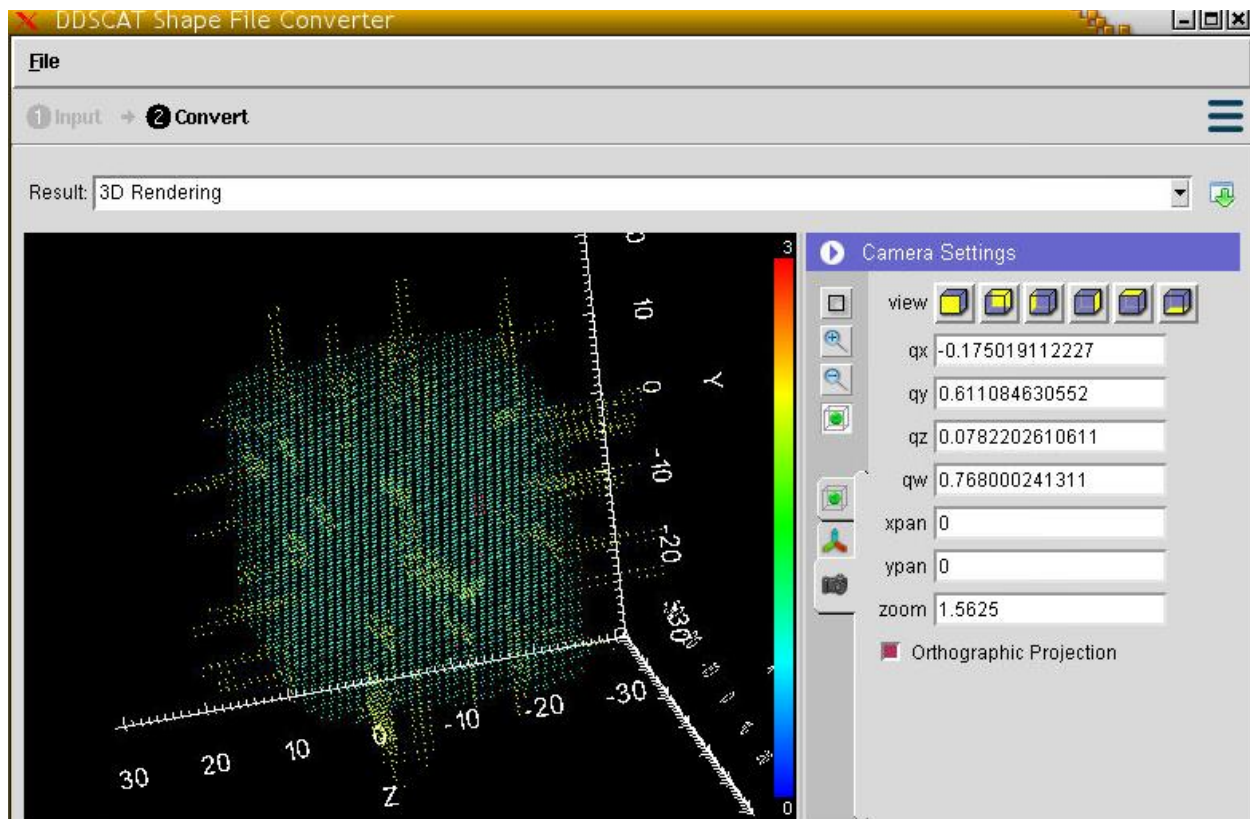 DDSCAT Shape File Converter
File
1 Input → 2 Convert
Result: 3D Rendering
3
Camera Settings
view
qx -0.175019112227
qy 0.611084630552
qz 0.0782202610611
qw 0.768000241311
xpan 0
ypan 0
zoom 1.5625
Orthographic Projection
10
0
-10
-20
Y
30 20 10 0 -10 -20 -30
Z
0